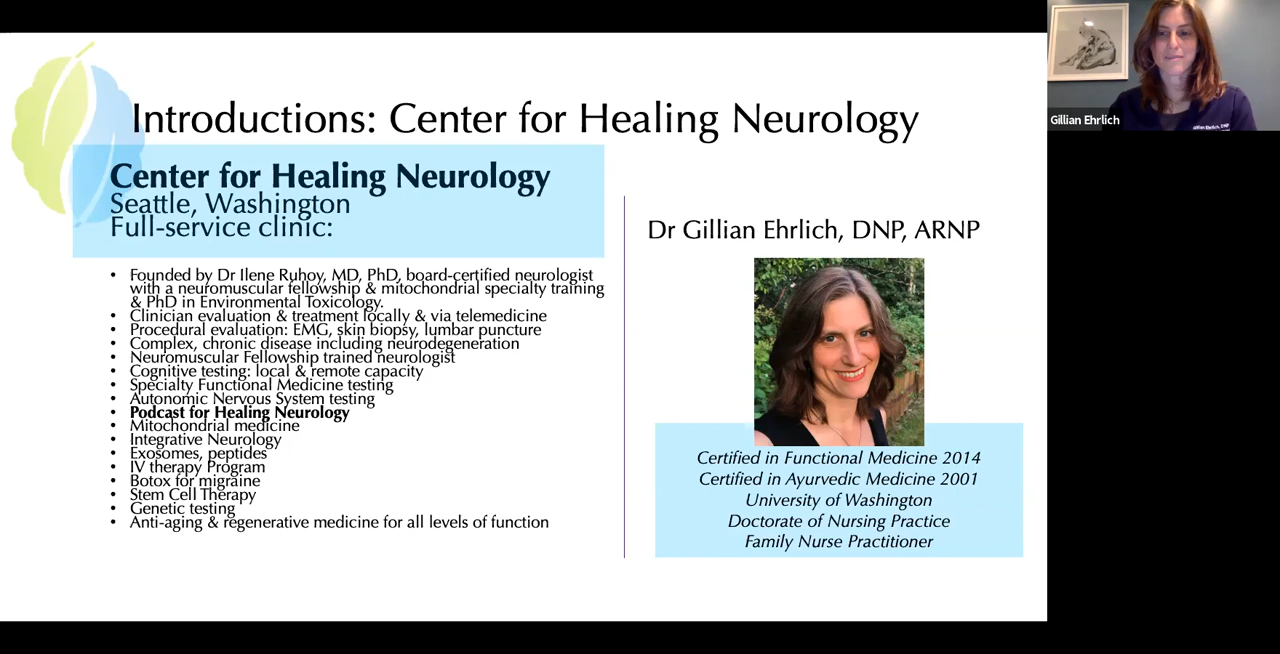 Introductions: Center for Healing Neurology
Center for Healing Neurology
Seattle, Washington
Full-service clinic:
• Founded by Dr Ilene Ruhoy, MD, PhD, board-certified neurologist
with a neuromuscular fellowship & mitochondrial specialty training
& PhD in Environmental Toxicology.
• Clinician evaluation & treatment locally & via telemedicine
• Procedural evaluation: EMG, skin biopsy, lumbar puncture
• Complex, chronic disease including neurodegeneration
• Neuromuscular Fellowship trained neurologist
• Cognitive testing: local & remote capacity
• Specialty Functional Medicine testing
• Autonomic Nervous System testing
• Podcast for Healing Neurology
• Mitochondrial medicine
• Integrative Neurology
• Exosomes, peptides
• IV therapy Program
• Botox for migraine
• Stem Cell Therapy
• Genetic testing
• Anti-aging & regenerative medicine for all levels of function
Dr Gillian Ehrlich, DNP, ARNP
Certified in Functional Medicine 2014
Certified in Ayurvedic Medicine 2001
University of Washington
Doctorate of Nursing Practice
Family Nurse Practitioner
Gillian Ehrlich, DNP
Gillian Ehrlich